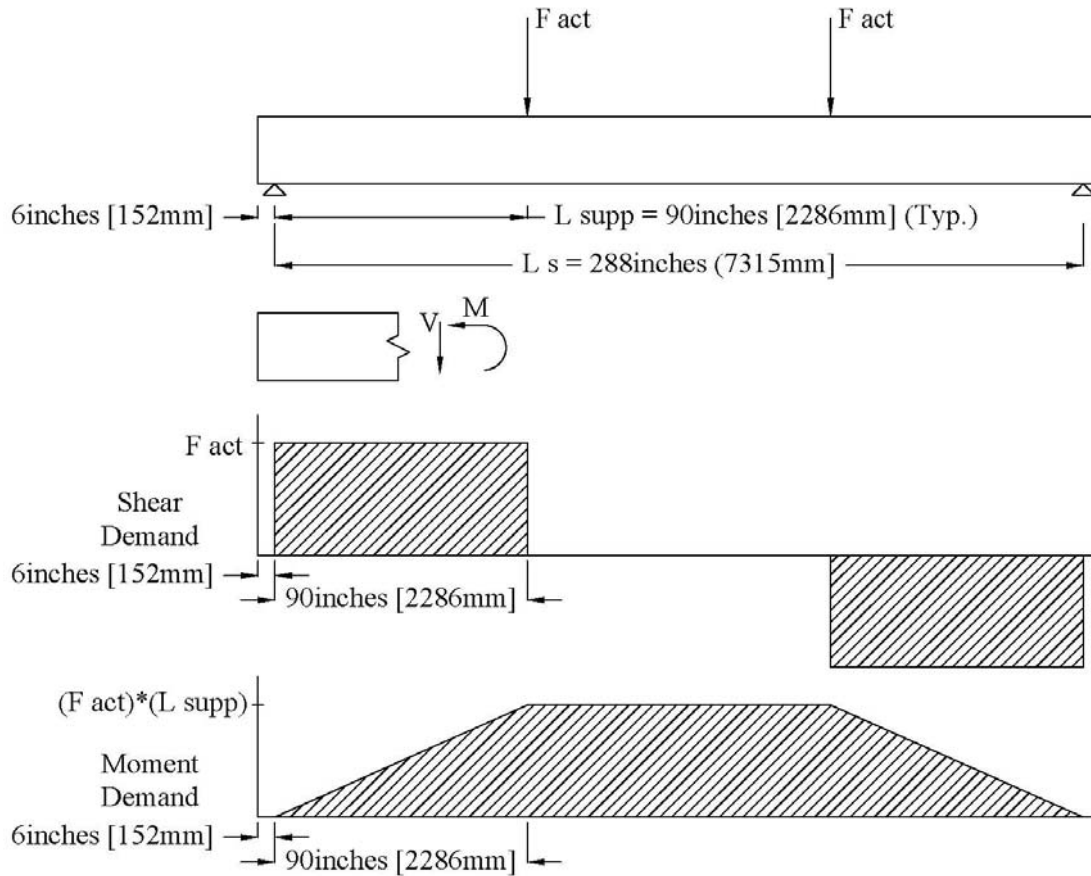 F act
F act
6inches [152mm]
L supp = 90inches [2286mm] (Typ.)
L s = 288inches (7315mm]
V
M
F act
Shear
Demand
6inches [152mm]
90inches [2286mm]
(F act)*(L supp)
Moment
Demand
6inches [152mm]
90inches [2286mm]